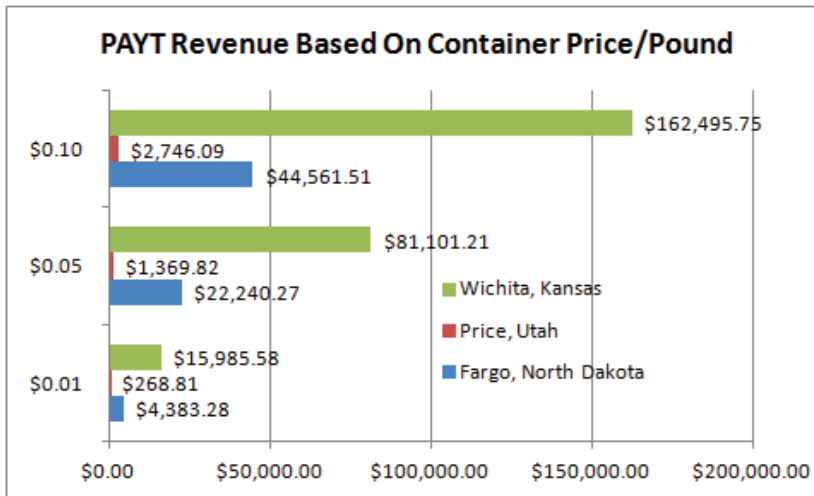 PAYT Revenue Based On Container Price/Pound
$0.10
$162,495.75
$2,746.09
$44,561.51
$0.05
$81,101.21
$1,369.82
$22,240.27
Wichita, Kansas
Price, Utah
Fargo, North Dakota
$0.01
$15,985.58
$268.81
$4,383.28
$0.00 $50,000.00 $100,000.00 $150,000.00 $200,000.00